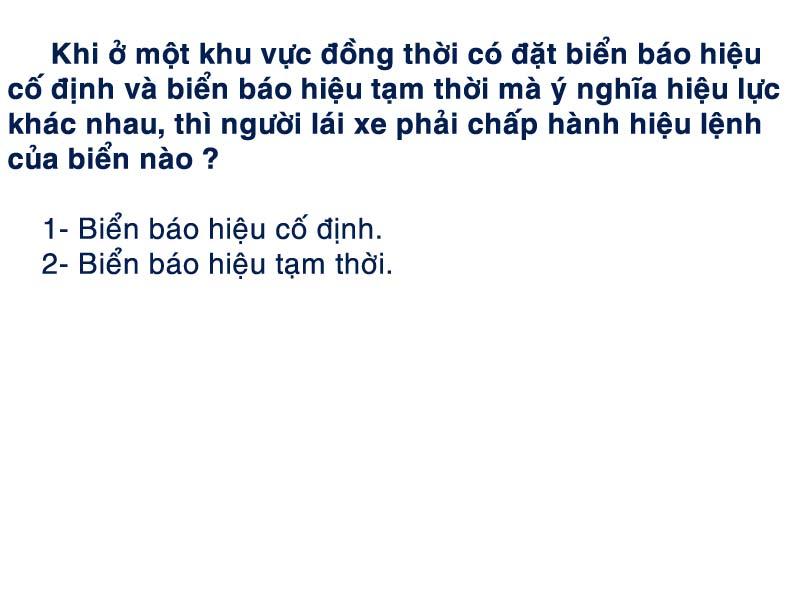 Khi ở một khu vực đồng thời có đặt biển báo hiệu
cố định và biển báo hiệu tạm thời mà ý nghĩa hiệu lực
khác nhau, thì người lái xe phải chấp hành hiệu lệnh
của biển nào ?
1- Biển báo hiệu cố định.
2- Biển báo hiệu tạm thời.